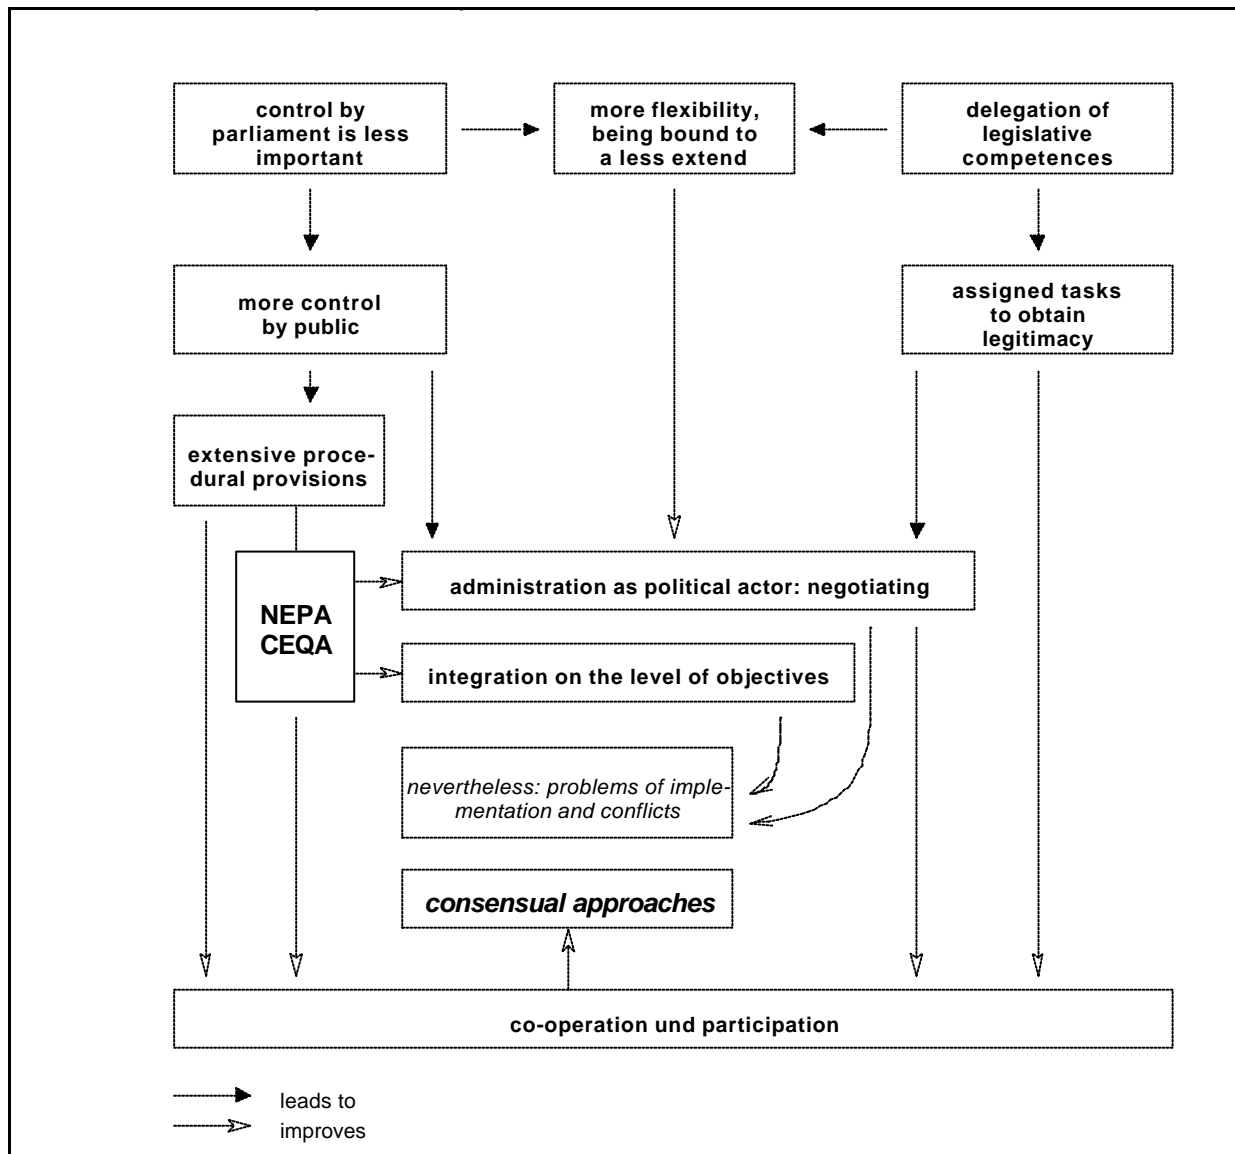 control by
parliament is less
important
more flexibility,
being bound to
a less extend
delegation of
legislative
competences
more control
by public
assigned tasks
to obtain
legitimacy
extensive proce-
dural provisions
NEPA
CEQA
administration as political actor: negotiating
integration on the level of objectives
nevertheless: problems of imple-
mentation and conflicts
consensual approaches
co-operation und participation
leads to
improves